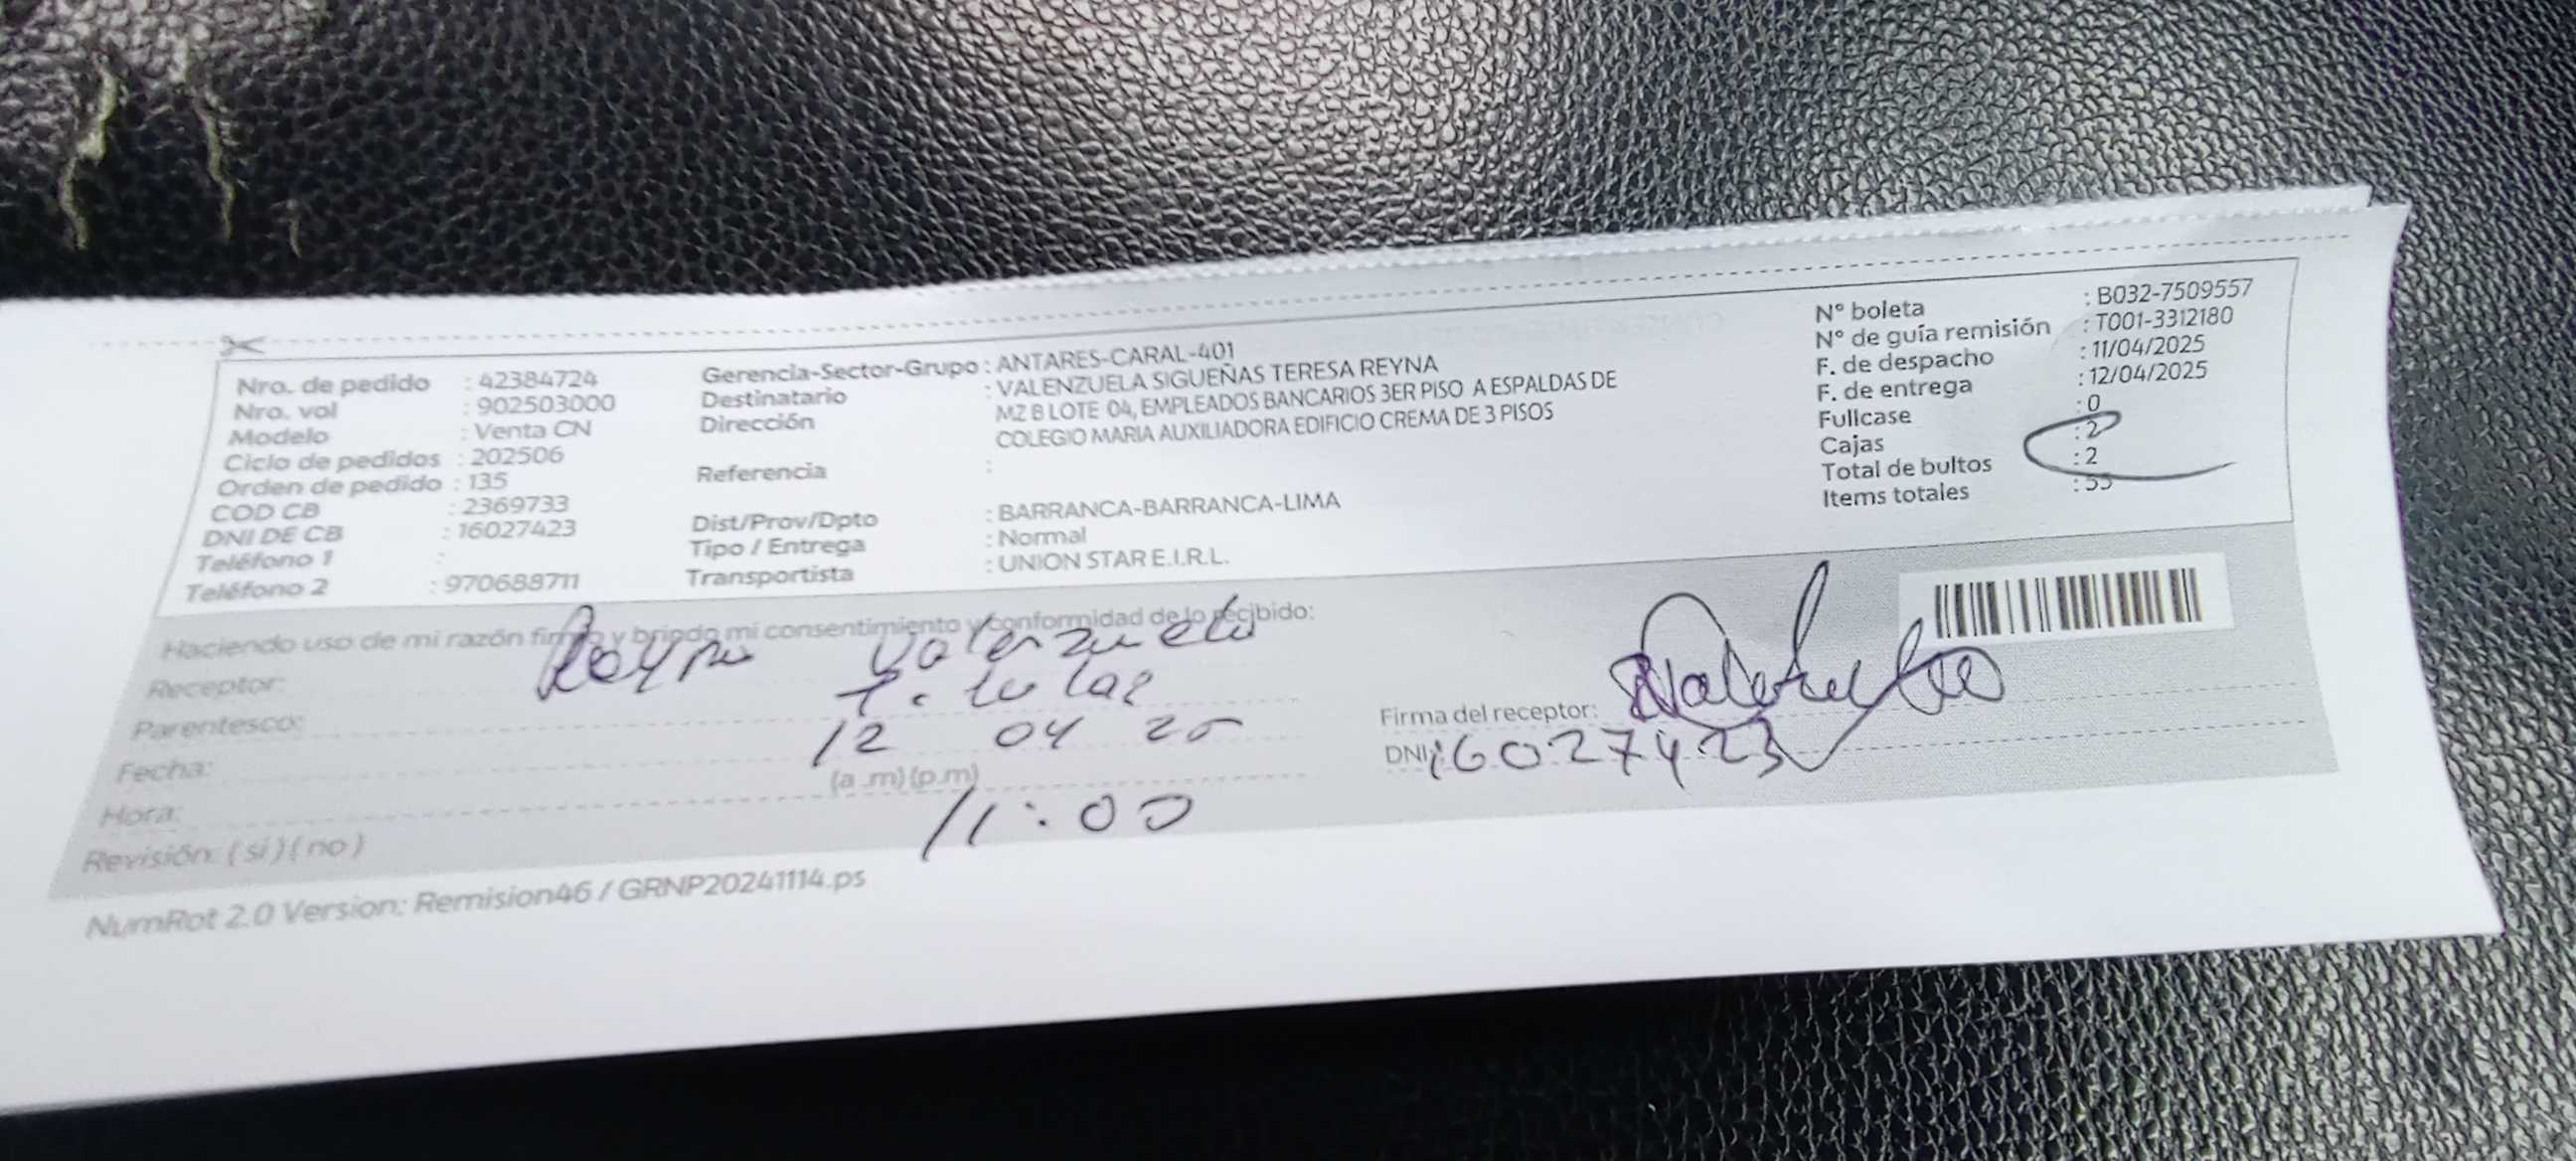 Nro. de pedido : 42384724
Nro. vol : 902503000
Modelo : Venta CN
Ciclo de pedidos : 202506
Orden de pedido : 135
COD CB : 2369733
DNI DE CB : 16027423
Teléfono 1 :
Teléfono 2 : 970688711
Gerencia-Sector-Grupo : ANTARES-CARAL-401
Destinatario : VALENZUELA SIGUEÑAS TERESA REYNA
Dirección MZ B LOTE 04, EMPLEADOS BANCARIOS 3ER PISO A ESPALDAS DE
COLEGIO MARIA AUXILIADORA EDIFICIO CREMA DE 3 PISOS
Referencia :
Dist/Prov/Dpto : BARRANCA-BARRANCA-LIMA
Tipo / Entrega : Normal
Transportista : UNION STAR E.I.R.L.
N° boleta : B032-7509557
N° de guía remisión : T001-3312180
F. de despacho : 11/04/2025
F. de entrega : 12/04/2025
Fullcase : 0
Cajas : 2
Total de bultos : 2
Items totales : 55
Haciendo uso de mi razón firmo y brindo mi consentimiento y conformidad de lo recibido:
Receptor: Reyna Valenzuela
Parentesco: Titular
Fecha: 12 04 25
Hora: (a.m)(p.m) 11:00
Revisión: ( si ) ( no )
Firma del receptor:
DNI: 16027423
NumRot 2.0 Version: Remision46 / GRNP20241114.ps